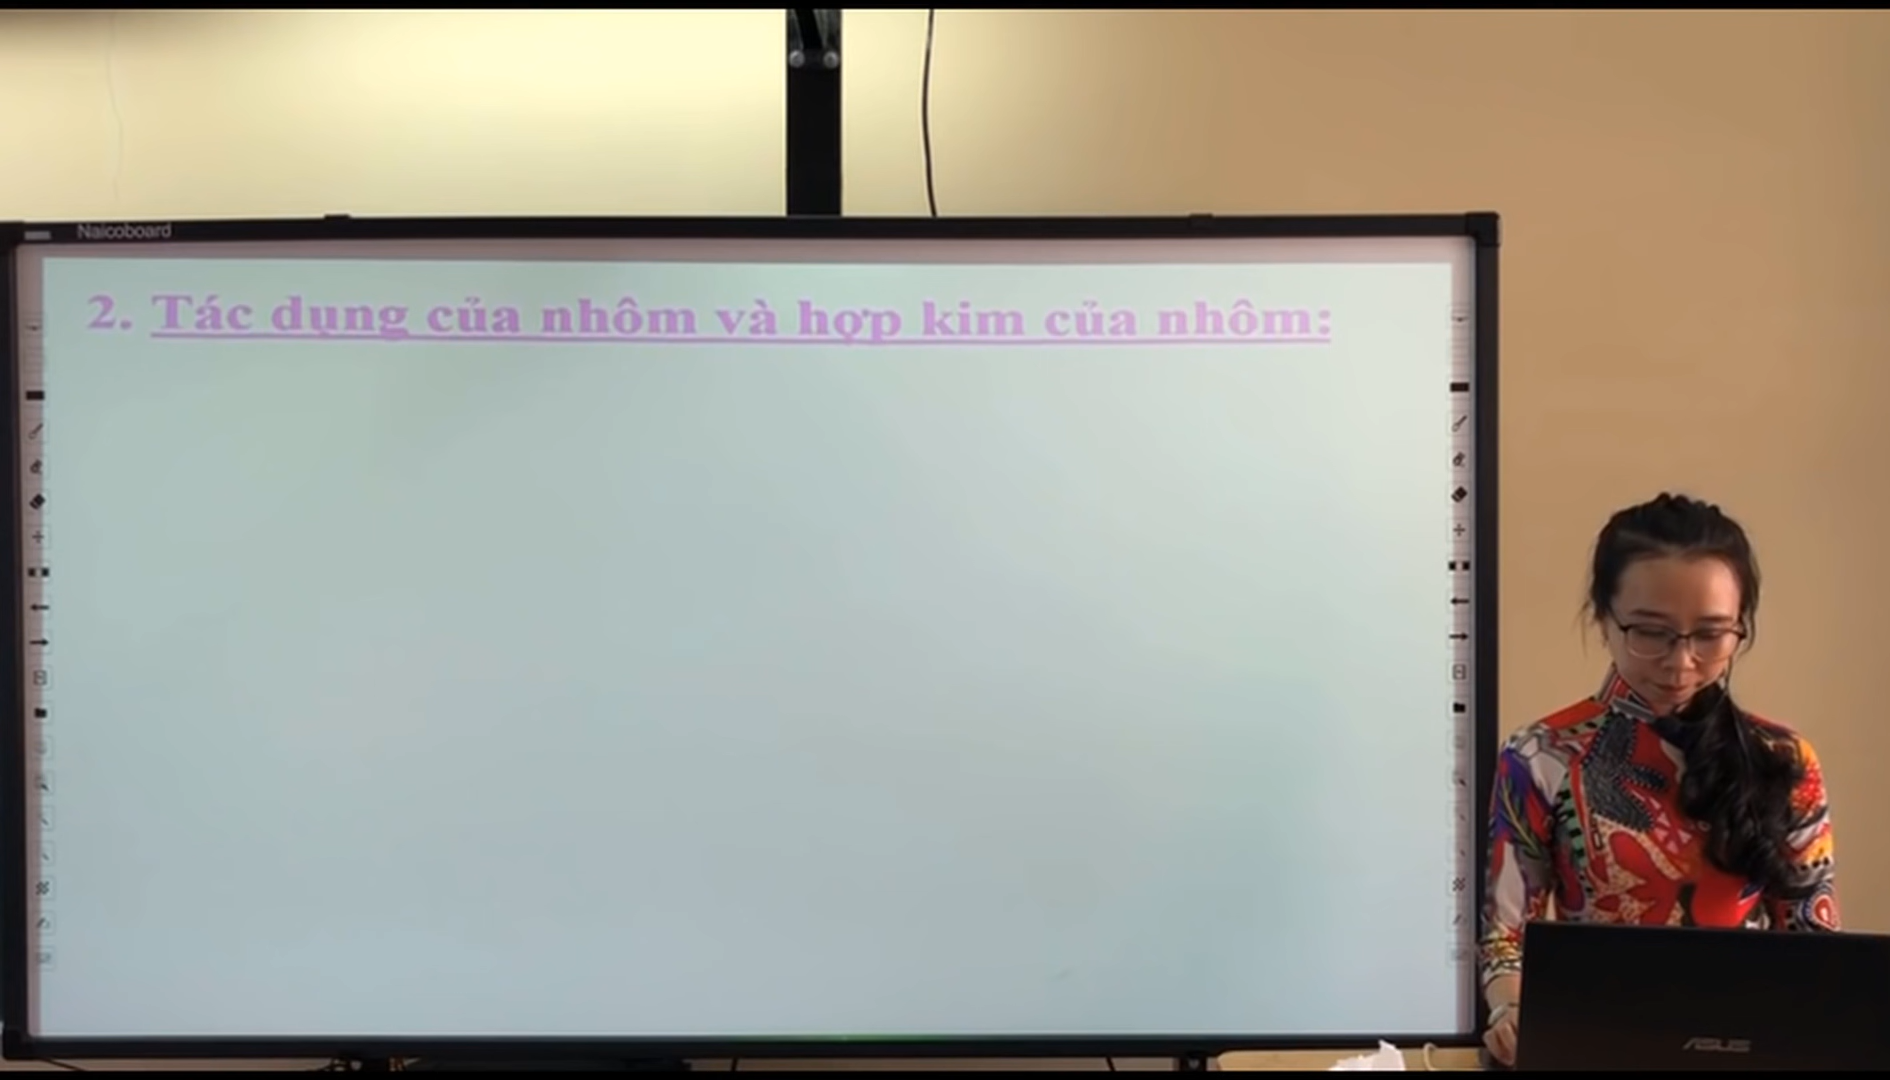 Naicoboard
2. Tác dụng của nhôm và hợp kim của nhôm:
ASUS